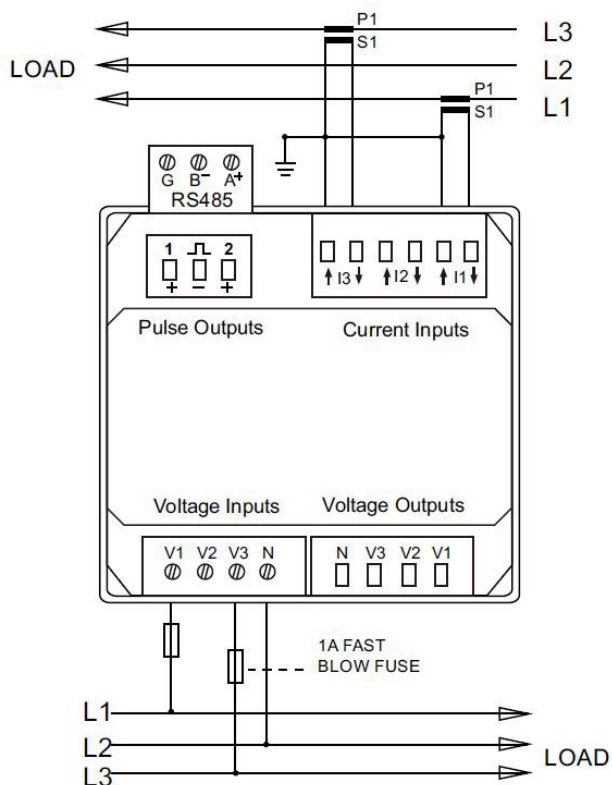 P1
S1
L3
LOAD
L2
P1
S1
L1
G B- A+
RS485
1 2
+ - +
I3 I2 I1
Pulse Outputs
Current Inputs
Voltage Inputs
Voltage Outputs
V1 V2 V3 N
N V3 V2 V1
1A FAST
BLOW FUSE
L1
L2
LOAD
L3